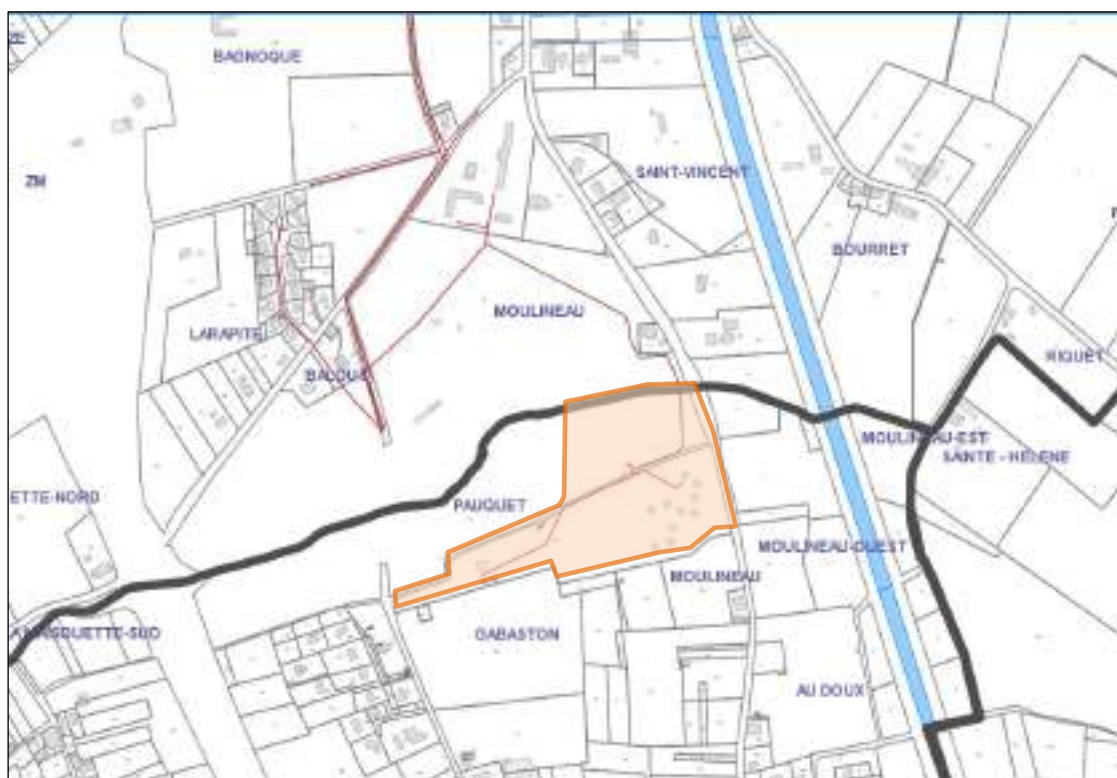 BAGNOQUE
ZM
SAINT-VINCENT
BOURRET
MOULINEAU
LARAPITE
RIQUET
MOULINEAU-EST
SAINTE - HELENE
ETTE-NORD
PAUQUET
MOULINEAU-OUEST
MOULINEAU
GABASTON
AU DOUX